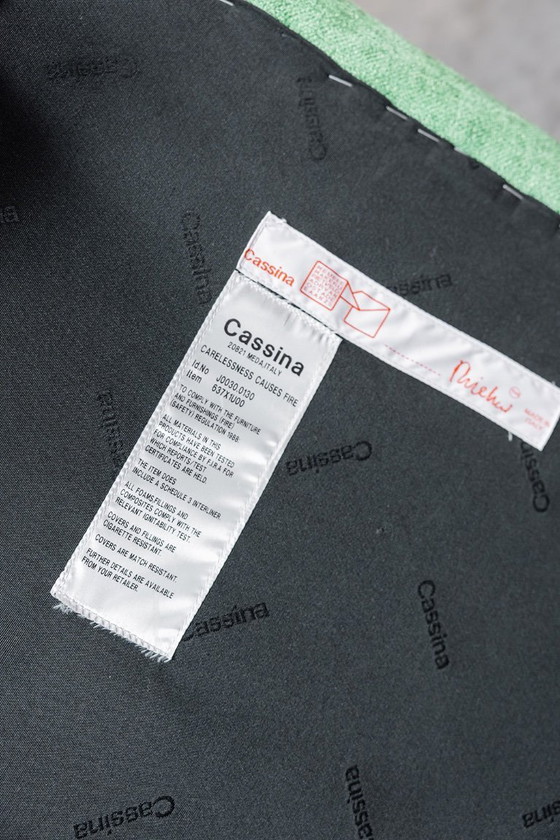 Cassina
Cassina
20821 MEDA, ITALY
CARELESSNESS CAUSES FIRE
Id.No J0030.0130
Item 637X1U00
TO COMPLY WITH THE FURNITURE
AND FURNISHINGS (FIRE)
(SAFETY) REGULATION 1988
ALL MATERIALS IN THIS
PRODUCTS HAVE BEEN TESTED
FOR COMPLIANCE BY F.I.R.A FOR
WHICH REPORTS/TEST
CERTIFICATES ARE HELD.
THE ITEM DOES
INCLUDE A SCHEDULE 3 INTERLINER
ALL FOAMS FILLINGS AND
COMPOSITES COMPLY WITH THE
RELEVANT IGNITABILITY TEST.
COVERS AND FILLINGS ARE
CIGARETTE RESISTANT.
COVERS ARE MATCH RESISTANT
FURTHER DETAILS ARE AVAILABLE
FROM YOUR RETAILER.
Cassina
Cassina
Cassina
Cassina
Cassina
Cassina
Cassina